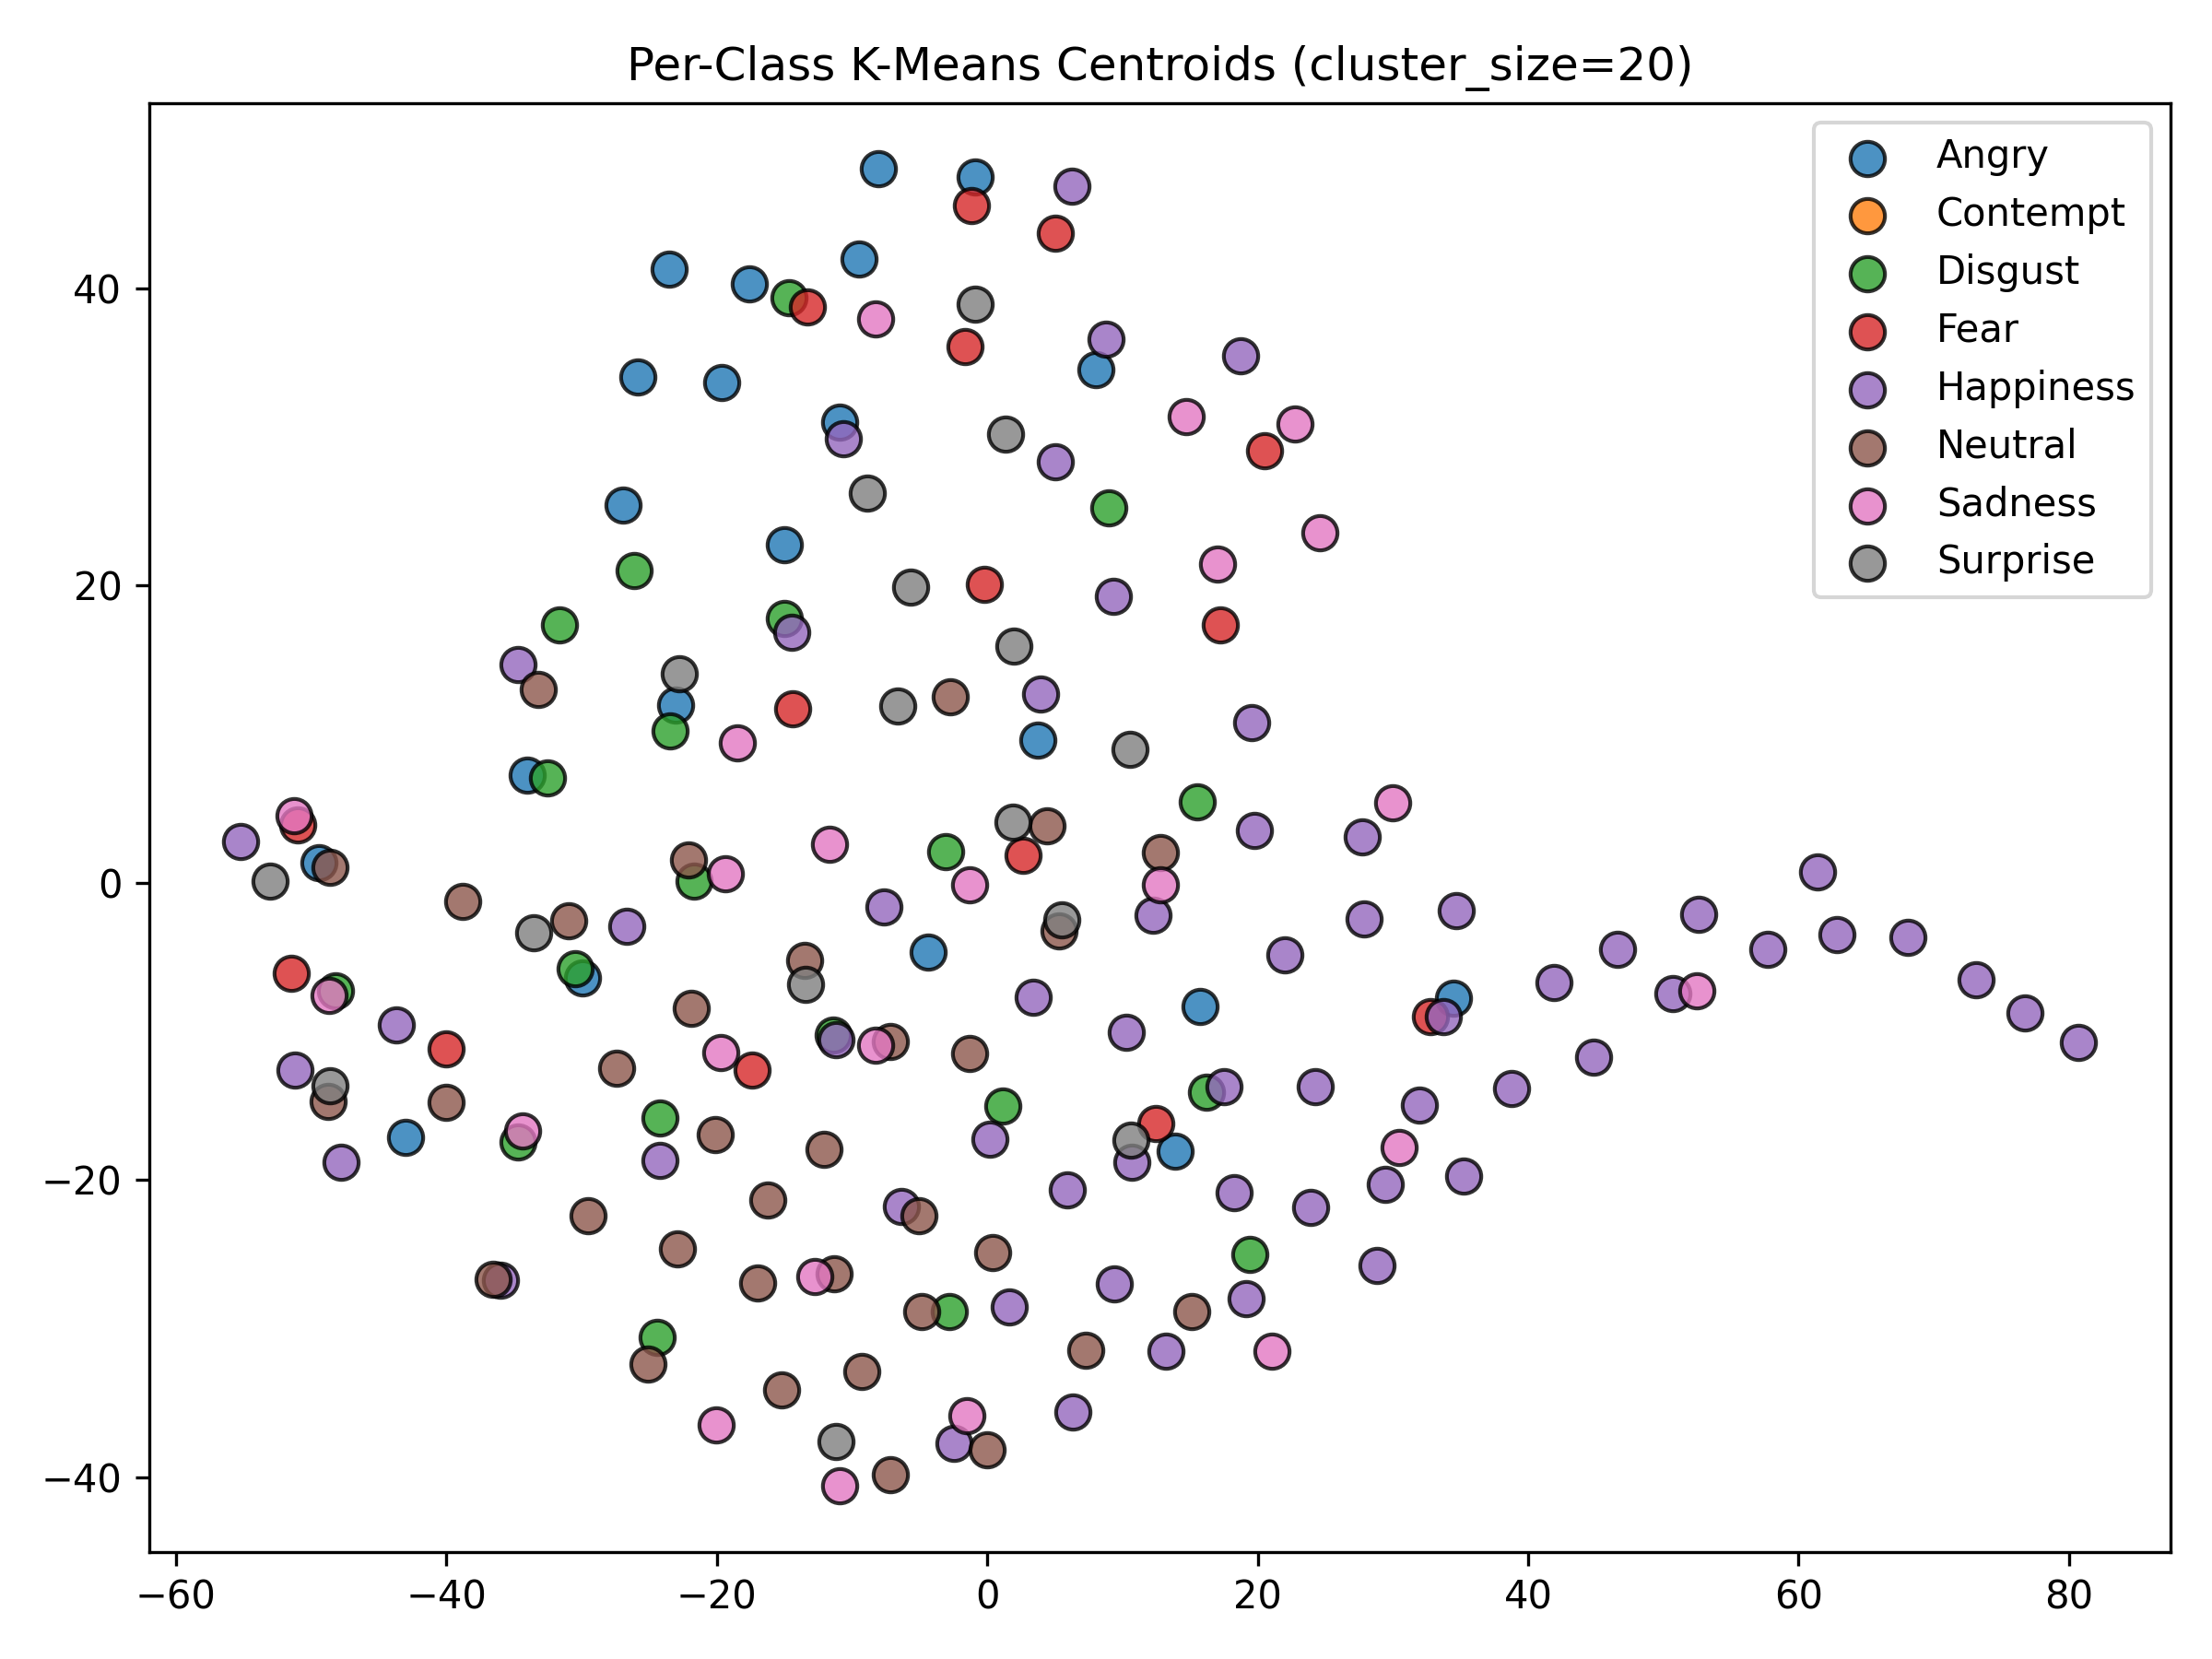 Per-Class K-Means Centroids (cluster_size=20)
Angry
Contempt
Disgust
Fear
Happiness
Neutral
Sadness
Surprise
40
20
0
−20
−40
−60 −40 −20 0 20 40 60 80